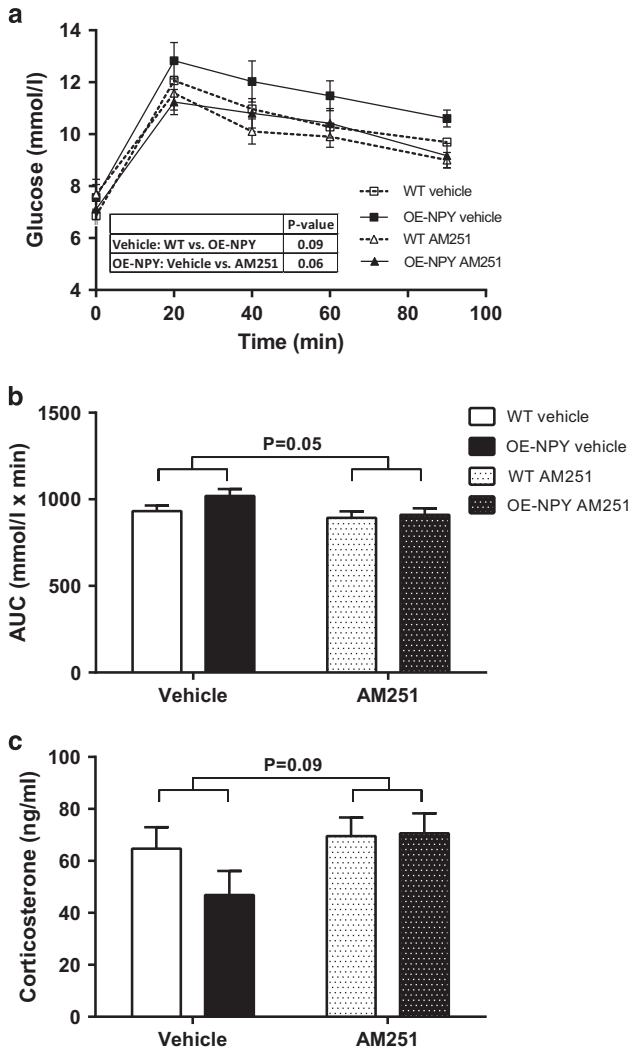 a
14
12
10
8
6
4
Glucose (mmol/l)
WT vehicle
OE-NPY vehicle
WT AM251
OE-NPY AM251
P-value
Vehicle: WT vs. OE-NPY 0.09
OE-NPY: Vehicle vs. AM251 0.06
0 20 40 60 80 100
Time (min)
b
1500
1000
500
0
AUC (mmol/l x min)
P=0.05
WT vehicle
OE-NPY vehicle
WT AM251
OE-NPY AM251
Vehicle AM251
c
100
80
60
40
20
0
Corticosterone (ng/ml)
P=0.09
Vehicle AM251